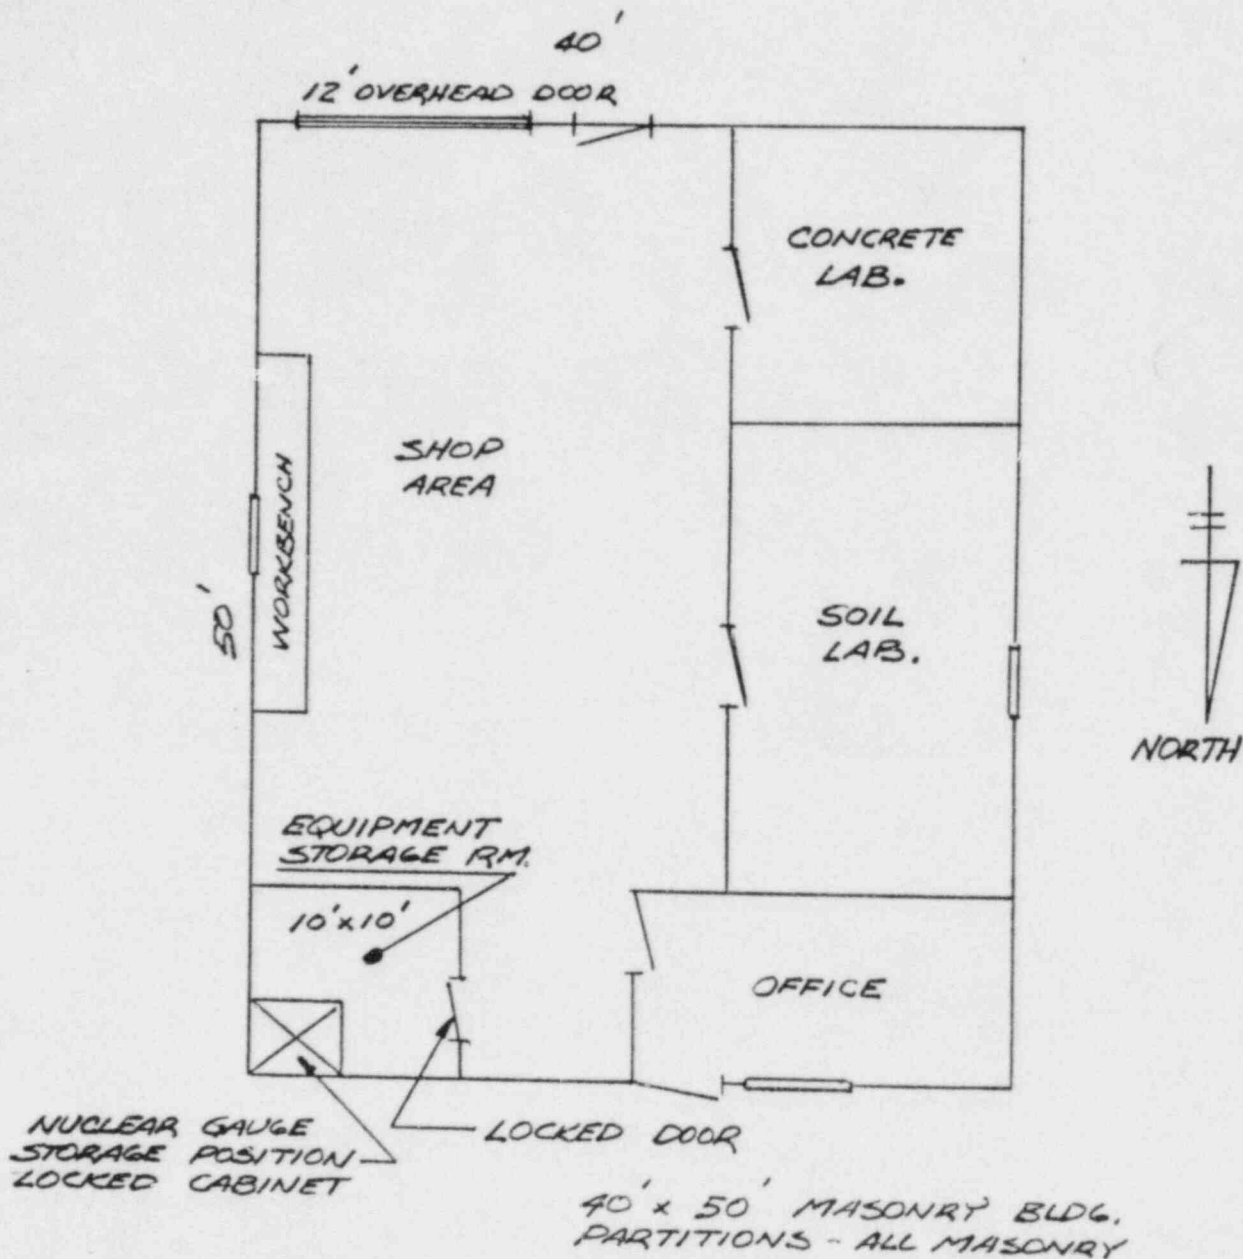 40'
12' OVERHEAD DOOR
CONCRETE
LAB.
SHOP
AREA
WORKBENCH
50'
SOIL
LAB.
NORTH
EQUIPMENT
STORAGE RM.
10'x10'
OFFICE
NUCLEAR GAUGE
STORAGE POSITION
LOCKED CABINET
LOCKED DOOR
40' x 50' MASONRY BLDG.
PARTITIONS - ALL MASONRY